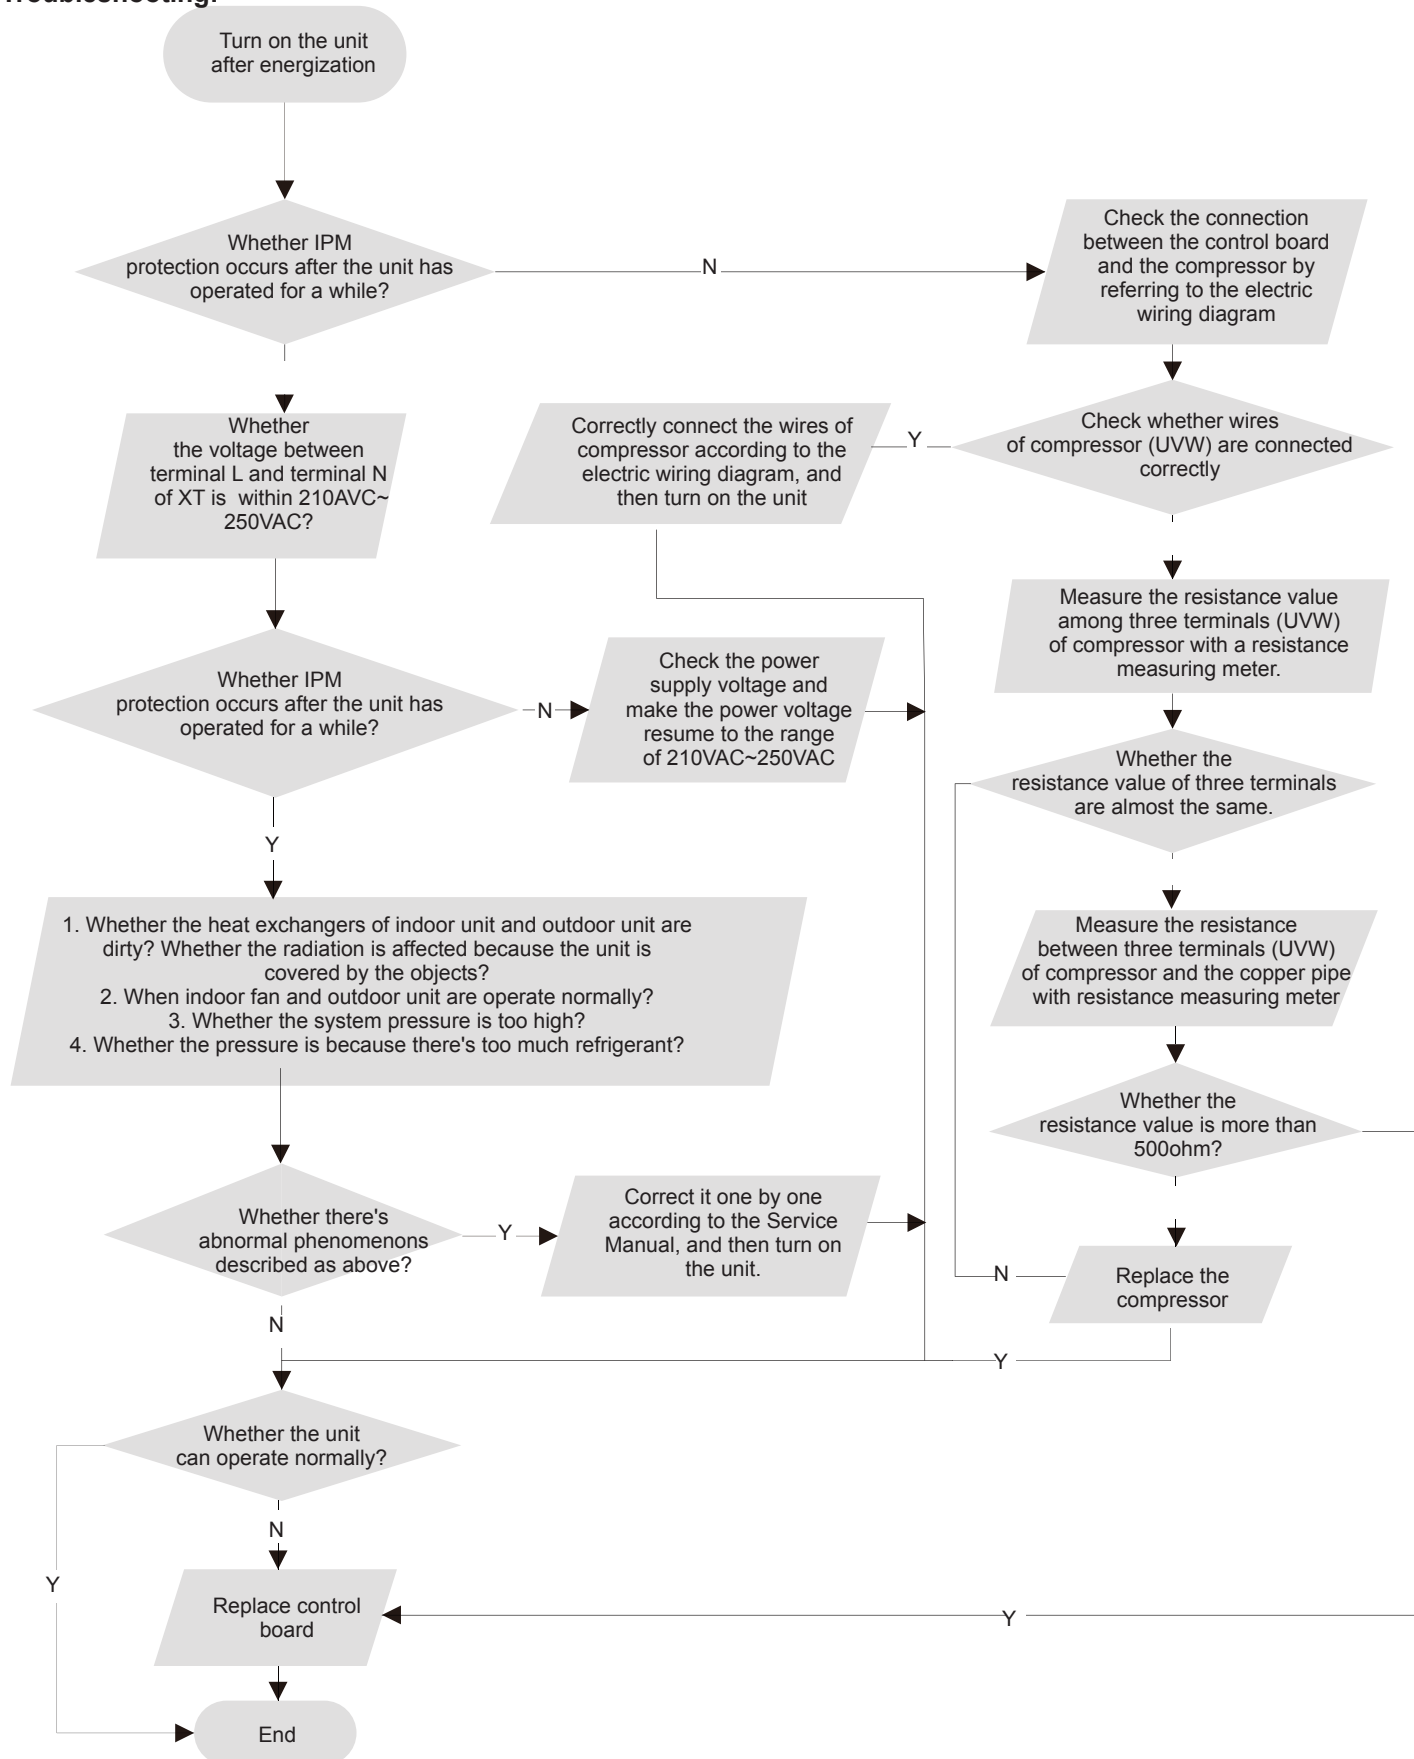 Troubleshooting:
Turn on the unit
after energization
Whether IPM
protection occurs after the unit has
operated for a while?
N
Check the connection
between the control board
and the compressor by
referring to the electric
wiring diagram
Whether
the voltage between
terminal L and terminal N
of XT is within 210AVC~
250VAC?
Correctly connect the wires of
compressor according to the
electric wiring diagram, and
then turn on the unit
Y
Check whether wires
of compressor (UVW) are connected
correctly
Measure the resistance value
among three terminals (UVW)
of compressor with a resistance
measuring meter.
Whether IPM
protection occurs after the unit has
operated for a while?
N
Check the power
supply voltage and
make the power voltage
resume to the range
of 210VAC~250VAC
Whether the
resistance value of three terminals
are almost the same.
Y
1. Whether the heat exchangers of indoor unit and outdoor unit are
dirty? Whether the radiation is affected because the unit is
covered by the objects?
2. When indoor fan and outdoor unit are operate normally?
3. Whether the system pressure is too high?
4. Whether the pressure is because there's too much refrigerant?
Measure the resistance
between three terminals (UVW)
of compressor and the copper pipe
with resistance measuring meter
Whether the
resistance value is more than
500ohm?
Whether there's
abnormal phenomenons
described as above?
Y
Correct it one by one
according to the Service
Manual, and then turn on
the unit.
N
Replace the
compressor
N
Y
Whether the unit
can operate normally?
N
Y
Replace control
board
Y
End